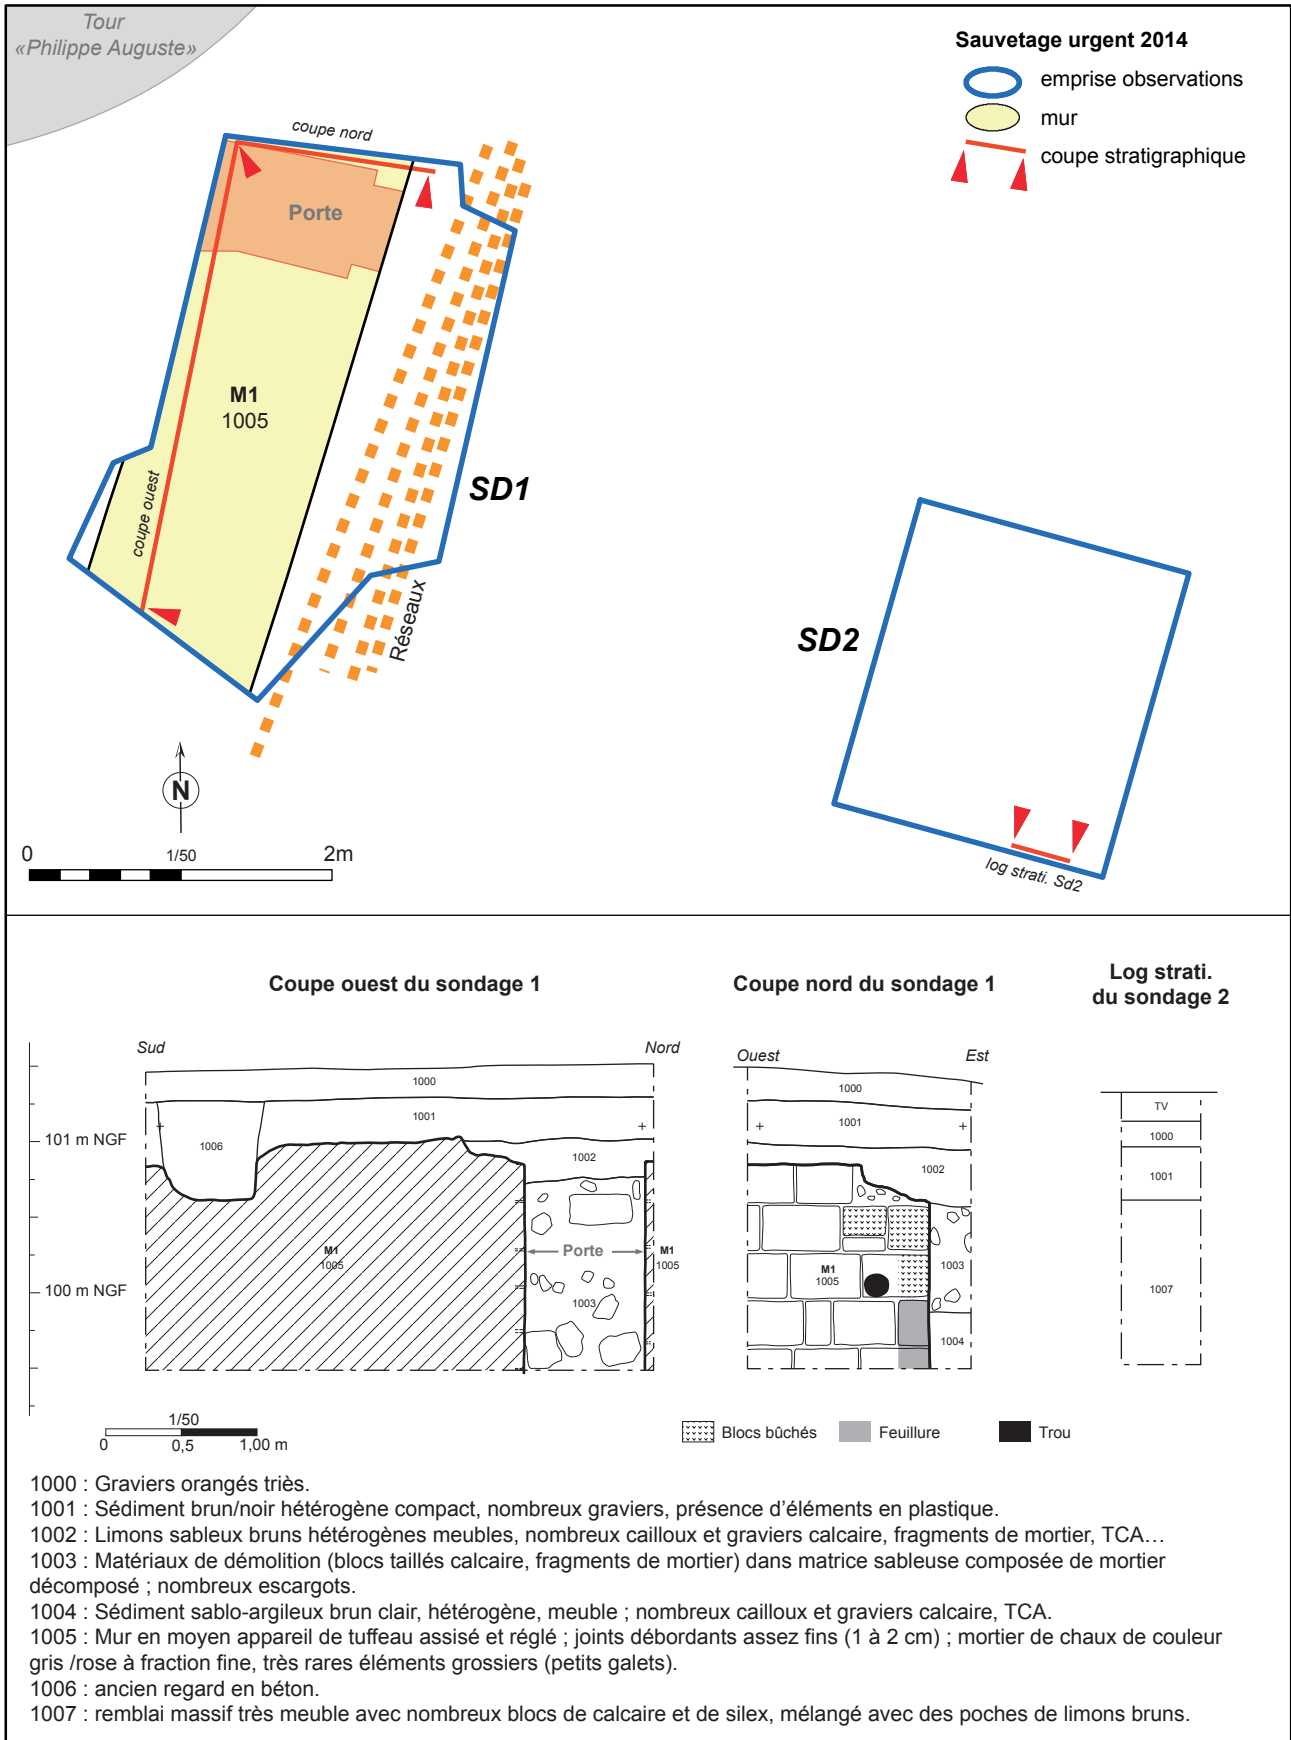 Tour
«Philippe Auguste»
Sauvetage urgent 2014
emprise observations
mur
coupe stratigraphique
coupe nord
Porte
M1
1005
coupe ouest
SD1
Réseaux
SD2
log strati. Sd2
N
0 1/50 2m
Coupe ouest du sondage 1
Coupe nord du sondage 1
Log strati.
du sondage 2
Sud
Nord
Ouest
Est
1000
1001
1006
1002
101 m NGF
100 m NGF
M1
1005
Porte
M1
1005
1003
1000
1001
1002
M1
1005
1003
1004
TV
1000
1001
1007
1/50
0 0,5 1,00 m
Blocs bûchés
Feuillure
Trou
1000 : Graviers orangés triès.
1001 : Sédiment brun/noir hétérogène compact, nombreux graviers, présence d'éléments en plastique.
1002 : Limons sableux bruns hétérogènes meubles, nombreux cailloux et graviers calcaire, fragments de mortier, TCA…
1003 : Matériaux de démolition (blocs taillés calcaire, fragments de mortier) dans matrice sableuse composée de mortier
décomposé ; nombreux escargots.
1004 : Sédiment sablo-argileux brun clair, hétérogène, meuble ; nombreux cailloux et graviers calcaire, TCA.
1005 : Mur en moyen appareil de tuffeau assisé et réglé ; joints débordants assez fins (1 à 2 cm) ; mortier de chaux de couleur
gris /rose à fraction fine, très rares éléments grossiers (petits galets).
1006 : ancien regard en béton.
1007 : remblai massif très meuble avec nombreux blocs de calcaire et de silex, mélangé avec des poches de limons bruns.